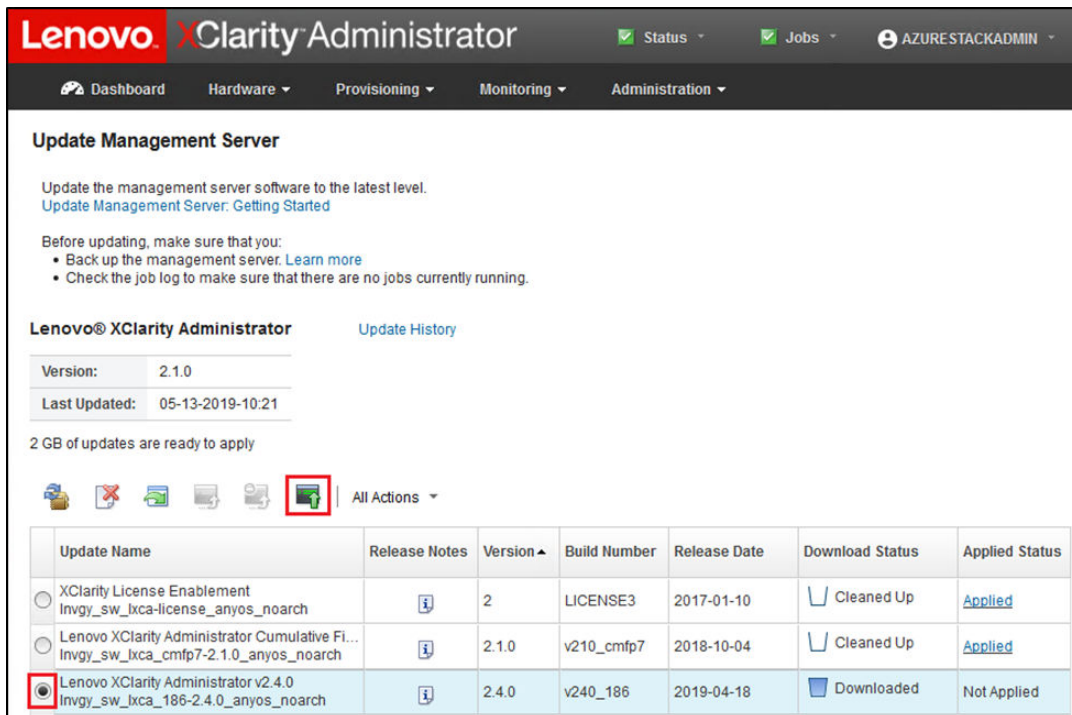 Lenovo. XClarity Administrator
Status
Jobs
AZURESTACKADMIN
Dashboard
Hardware
Provisioning
Monitoring
Administration
Update Management Server
Update the management server software to the latest level.
Update Management Server: Getting Started
Before updating, make sure that you:
• Back up the management server. Learn more
• Check the job log to make sure that there are no jobs currently running.
Lenovo® XClarity Administrator
Update History
Version: 2.1.0
Last Updated: 05-13-2019-10:21
2 GB of updates are ready to apply
All Actions
Update Name Release Notes Version Build Number Release Date Download Status Applied Status
XClarity License Enablement
lnvgy_sw_lxca-license_anyos_noarch
2 LICENSE3 2017-01-10 Cleaned Up Applied
Lenovo XClarity Administrator Cumulative Fi...
lnvgy_sw_lxca_cmfp7-2.1.0_anyos_noarch
2.1.0 v210_cmfp7 2018-10-04 Cleaned Up Applied
Lenovo XClarity Administrator v2.4.0
lnvgy_sw_lxca_186-2.4.0_anyos_noarch
2.4.0 v240_186 2019-04-18 Downloaded Not Applied